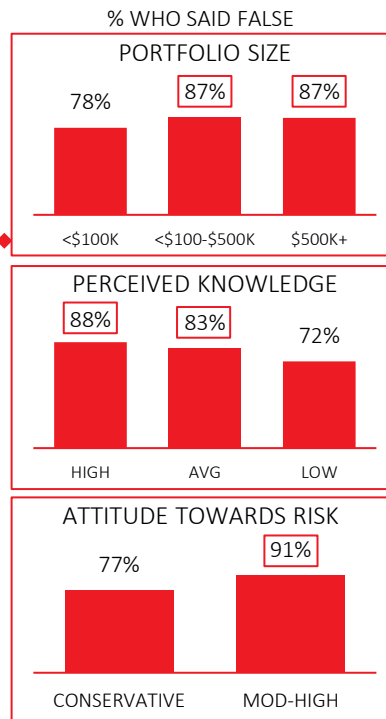 % WHO SAID FALSE
PORTFOLIO SIZE
78% 87% 87%
<$100K <$100-$500K $500K+
PERCEIVED KNOWLEDGE
88% 83% 72%
HIGH AVG LOW
ATTITUDE TOWARDS RISK
77% 91%
CONSERVATIVE MOD-HIGH